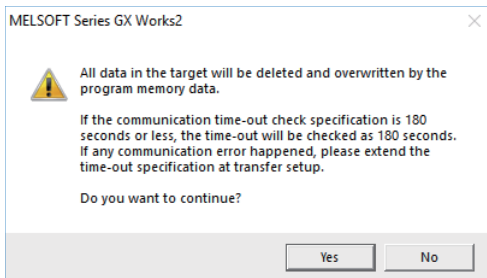 MELSOFT Series GX Works2
All data in the target will be deleted and overwritten by the
program memory data.
If the communication time-out check specification is 180
seconds or less, the time-out will be checked as 180 seconds.
If any communication error happened, please extend the
time-out specification at transfer setup.
Do you want to continue?
Yes
No